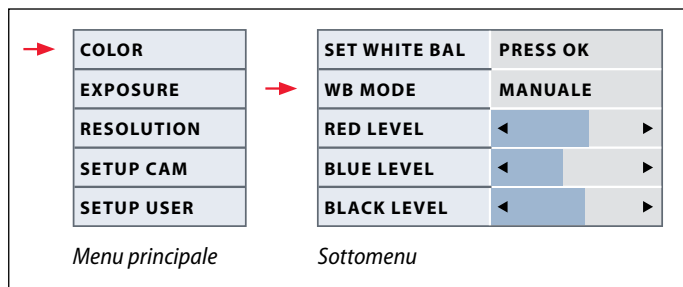 COLOR
EXPOSURE
RESOLUTION
SETUP CAM
SETUP USER
Menu principale
SET WHITE BAL PRESS OK
WB MODE MANUALE
RED LEVEL
BLUE LEVEL
BLACK LEVEL
Sottomenu